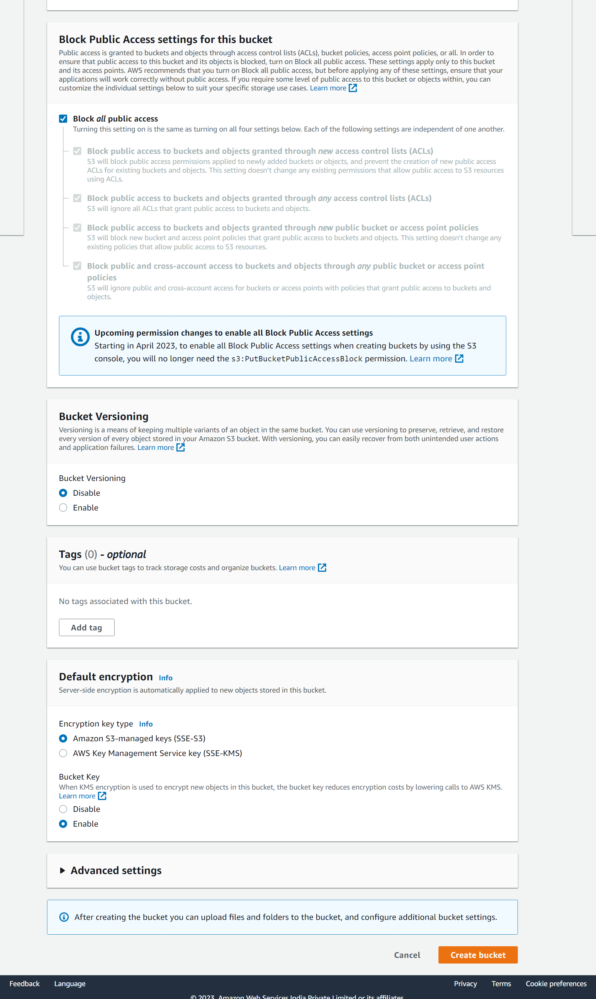 Block Public Access settings for this bucket
Public access is granted to buckets and objects through access control lists (ACLs), bucket policies, access point policies, or all. In order to
ensure that public access to this bucket and its objects is blocked, turn on Block all public access. These settings apply only to this bucket
and its access points. AWS recommends that you turn on Block all public access, but before applying any of these settings, ensure that your
applications will work correctly without public access. If you require some level of public access to this bucket or objects within, you can
customize the individual settings below to suit your specific storage use cases. Learn more
Block all public access
Turning this setting on is the same as turning on all four settings below. Each of the following settings are independent of one another.
Block public access to buckets and objects granted through new access control lists (ACLs)
S3 will block public access permissions applied to newly added buckets or objects, and prevent the creation of new public access
ACLs for existing buckets and objects. This setting doesn’t change any existing permissions that allow public access to S3 resources
using ACLs.
Block public access to buckets and objects granted through any access control lists (ACLs)
S3 will ignore all ACLs that grant public access to buckets and objects.
Block public access to buckets and objects granted through new public bucket or access point policies
S3 will block new bucket and access point policies that grant public access to buckets and objects. This setting doesn't change any
existing policies that allow public access to S3 resources.
Block public and cross-account access to buckets and objects through any public bucket or access point
policies
S3 will ignore public and cross-account access for buckets or access points with policies that grant public access to buckets and
objects.
Upcoming permission changes to enable all Block Public Access settings
Starting in April 2023, to enable all Block Public Access settings when creating buckets by using the S3
console, you will no longer need the s3:PutBucketPublicAccessBlock permission. Learn more
Bucket Versioning
Versioning is a means of keeping multiple variants of an object in the same bucket. You can use versioning to preserve, retrieve, and restore
every version of every object stored in your Amazon S3 bucket. With versioning, you can easily recover from both unintended user actions
and application failures. Learn more
Bucket Versioning
Disable
Enable
Tags (0) - optional
You can use bucket tags to track storage costs and organize buckets. Learn more
No tags associated with this bucket.
Add tag
Default encryption Info
Server-side encryption is automatically applied to new objects stored in this bucket.
Encryption key type Info
Amazon S3-managed keys (SSE-S3)
AWS Key Management Service key (SSE-KMS)
Bucket Key
When KMS encryption is used to encrypt new objects in this bucket, the bucket key reduces encryption costs by lowering calls to AWS KMS.
Learn more
Disable
Enable
Advanced settings
After creating the bucket you can upload files and folders to the bucket, and configure additional bucket settings.
Cancel Create bucket
Feedback Language Privacy Terms Cookie preferences
© 2023, Amazon Web Services India Private Limited or its affiliates.